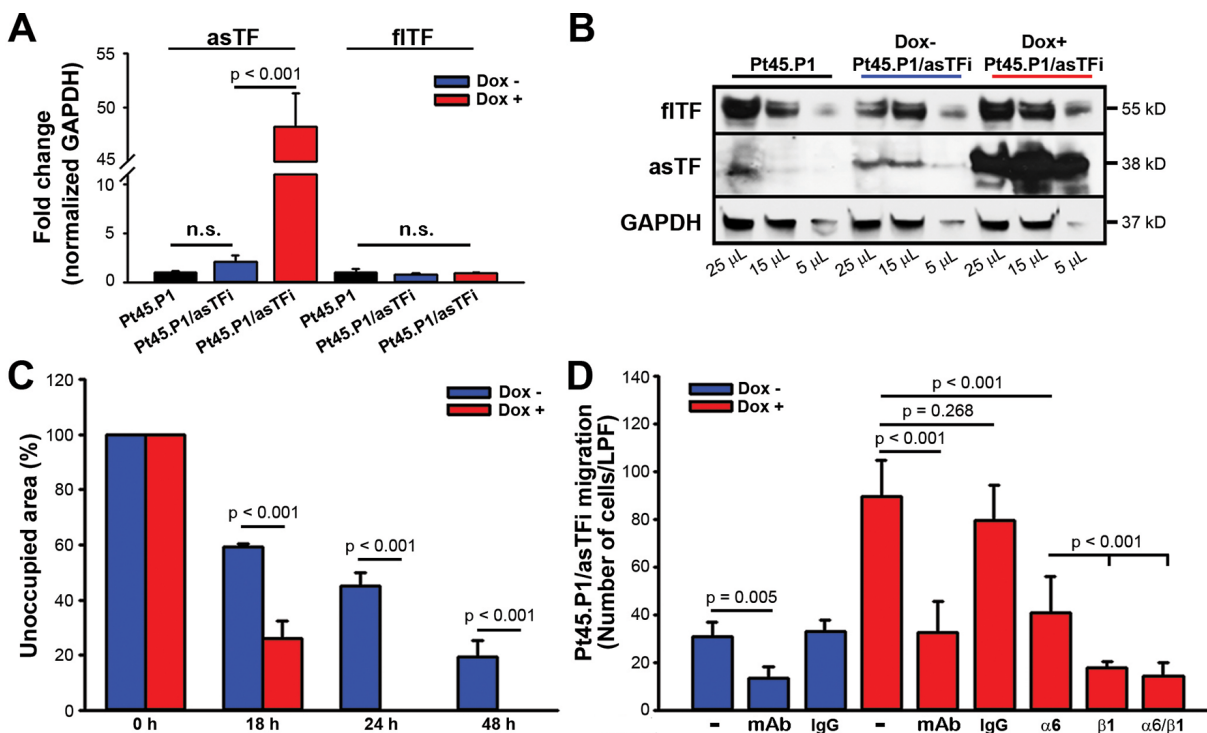 A
asTF
flTF
p < 0.001
Dox -
Dox +
Fold change
(normalized GAPDH)
55
50
45
10
5
0
n.s.
n.s.
Pt45.P1
Pt45.P1/asTFi
Pt45.P1/asTFi
Pt45.P1
Pt45.P1/asTFi
Pt45.P1/asTFi
B
Pt45.P1
Dox-
Pt45.P1/asTFi
Dox+
Pt45.P1/asTFi
flTF
55 kD
asTF
38 kD
GAPDH
37 kD
25 µL
15 µL
5 µL
25 µL
15 µL
5 µL
25 µL
15 µL
5 µL
C
Unoccupied area (%)
120
100
80
60
40
20
0
Dox -
Dox +
p < 0.001
p < 0.001
p < 0.001
0 h
18 h
24 h
48 h
D
Pt45.P1/asTFi migration
(Number of cells/LPF)
140
120
100
80
60
40
20
0
Dox -
Dox +
p < 0.001
p = 0.268
p < 0.001
p < 0.001
p = 0.005
-
mAb
IgG
-
mAb
IgG
α6
β1
α6/β1